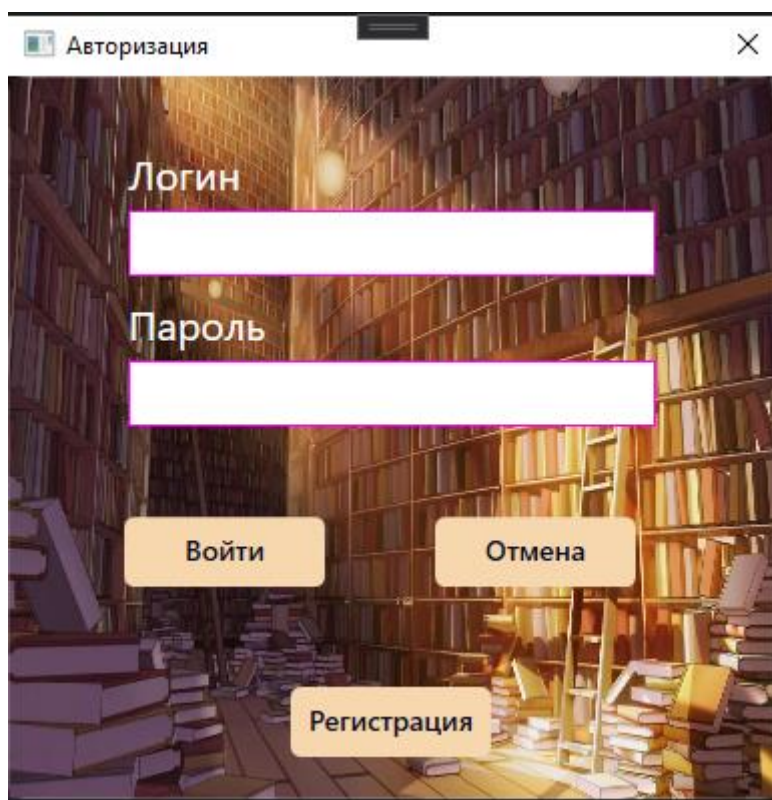 Авторизация
Логин
Пароль
Войти
Отмена
Регистрация